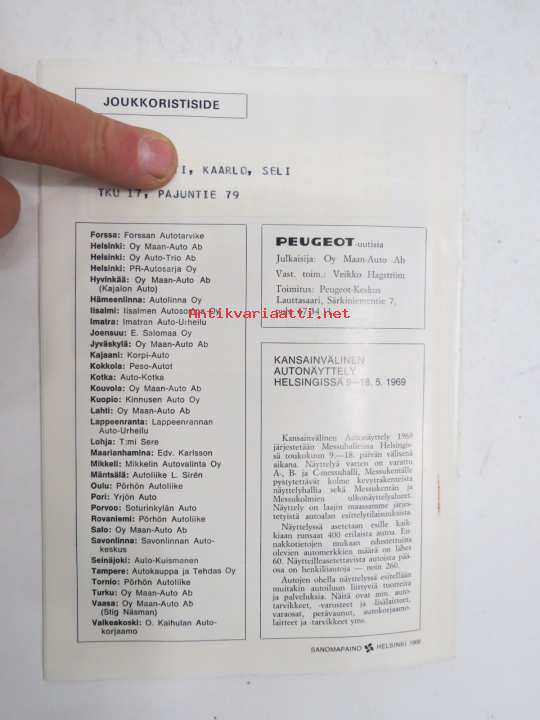 JOUKKORISTISIDE
I, KAARLO, SELI
TKU 17, PAJUNTIE 79
Forssa: Forssan Autotarvike
Helsinki: Oy Maan-Auto Ab
Helsinki: Oy Auto-Trio Ab
Helsinki: PR-Autosarja Oy
Hyvinkää: Oy Maan-Auto Ab
(Kajalon Auto)
Hämeenlinna: Autolinna Oy
Iisalmi: Iisalmen Autosoppi Oy
Imatra: Imatran Auto-Urheilu
Joensuu: E. Salomaa Oy
Jyväskylä: Oy Maan-Auto Ab
Kajaani: Korpi-Auto
Kokkola: Peso-Autot
Kotka: Auto-Kotka
Kouvola: Oy Maan-Auto Ab
Kuopio: Kinnusen Auto Oy
Lahti: Oy Maan-Auto Ab
Lappeenranta: Lappeenrannan
Auto-Urheilu
Lohja: T:mi Sere
Maarianhamina: Edv. Karlsson
Mikkeli: Mikkelin Autovalinta Oy
Mäntsälä: Autoliike L. Sirén
Oulu: Pörhön Autoliike
Pori: Yrjön Auto
Porvoo: Soturinkylän Auto
Rovaniemi: Pörhön Autoliike
Salo: Oy Maan-Auto Ab
Savonlinna: Savonlinnan Auto-
keskus
Seinäjoki: Auto-Kuismanen
Tampere: Autokauppa ja Tehdas Oy
Tornio: Pörhön Autoliike
Turku: Oy Maan-Auto Ab
Vaasa: Oy Maan-Auto Ab
(Stig Näsman)
Valkeakoski: O. Kaihulan Auto-
korjaamo
PEUGEOT-uutisia
Julkaisija: Oy Maan-Auto Ab
Vast. toim.: Veikko Hagström
Toimitus: Peugeot-Keskus
Lauttasaari, Särkiniementie 7,
Antikvariaatti.net
KANSAINVÄLINEN
AUTONÄYTTELY
HELSINGISSÄ 9—18. 5. 1969
Kansainvälinen Autonäyttely 1969
järjestetään Messuhallissa Helsingis-
sä toukokuun 9.—18. päivän välisenä
aikana. Näyttelyä varten on varattu
A-, B- ja C-messuhalli, Messukentälle
pystytettävät kolme kevytrakenteista
näyttelyhallia sekä Messukentän ja
Messukolmien ulkonäyttelyalueet.
Näyttely on laajin maassamme järjes-
tetyistä autoalan esittelytilaisuuksista.
Näyttelyssä asetetaan esille kaik-
kiaan runsaat 400 erilaista autoa. En-
nakkotietojen mukaan edustettuina
olevien automerkkien määrä on lähes
60. Näytteilleasetettavista autoista pää-
osa on henkilöautoja — noin 260.
Autojen ohella näyttelyssä esitellään
muitakin autoiluun liittyviä tuotteita
ja palveluksia. Näitä ovat mm. auto-
tarvikkeet, -varusteet ja -lisälaitteet,
varaosat, perävaunut, autokorjaamo-
laitteet ja -tarvikkeet yms.
SANOMAPAINO HELSINKI 1969